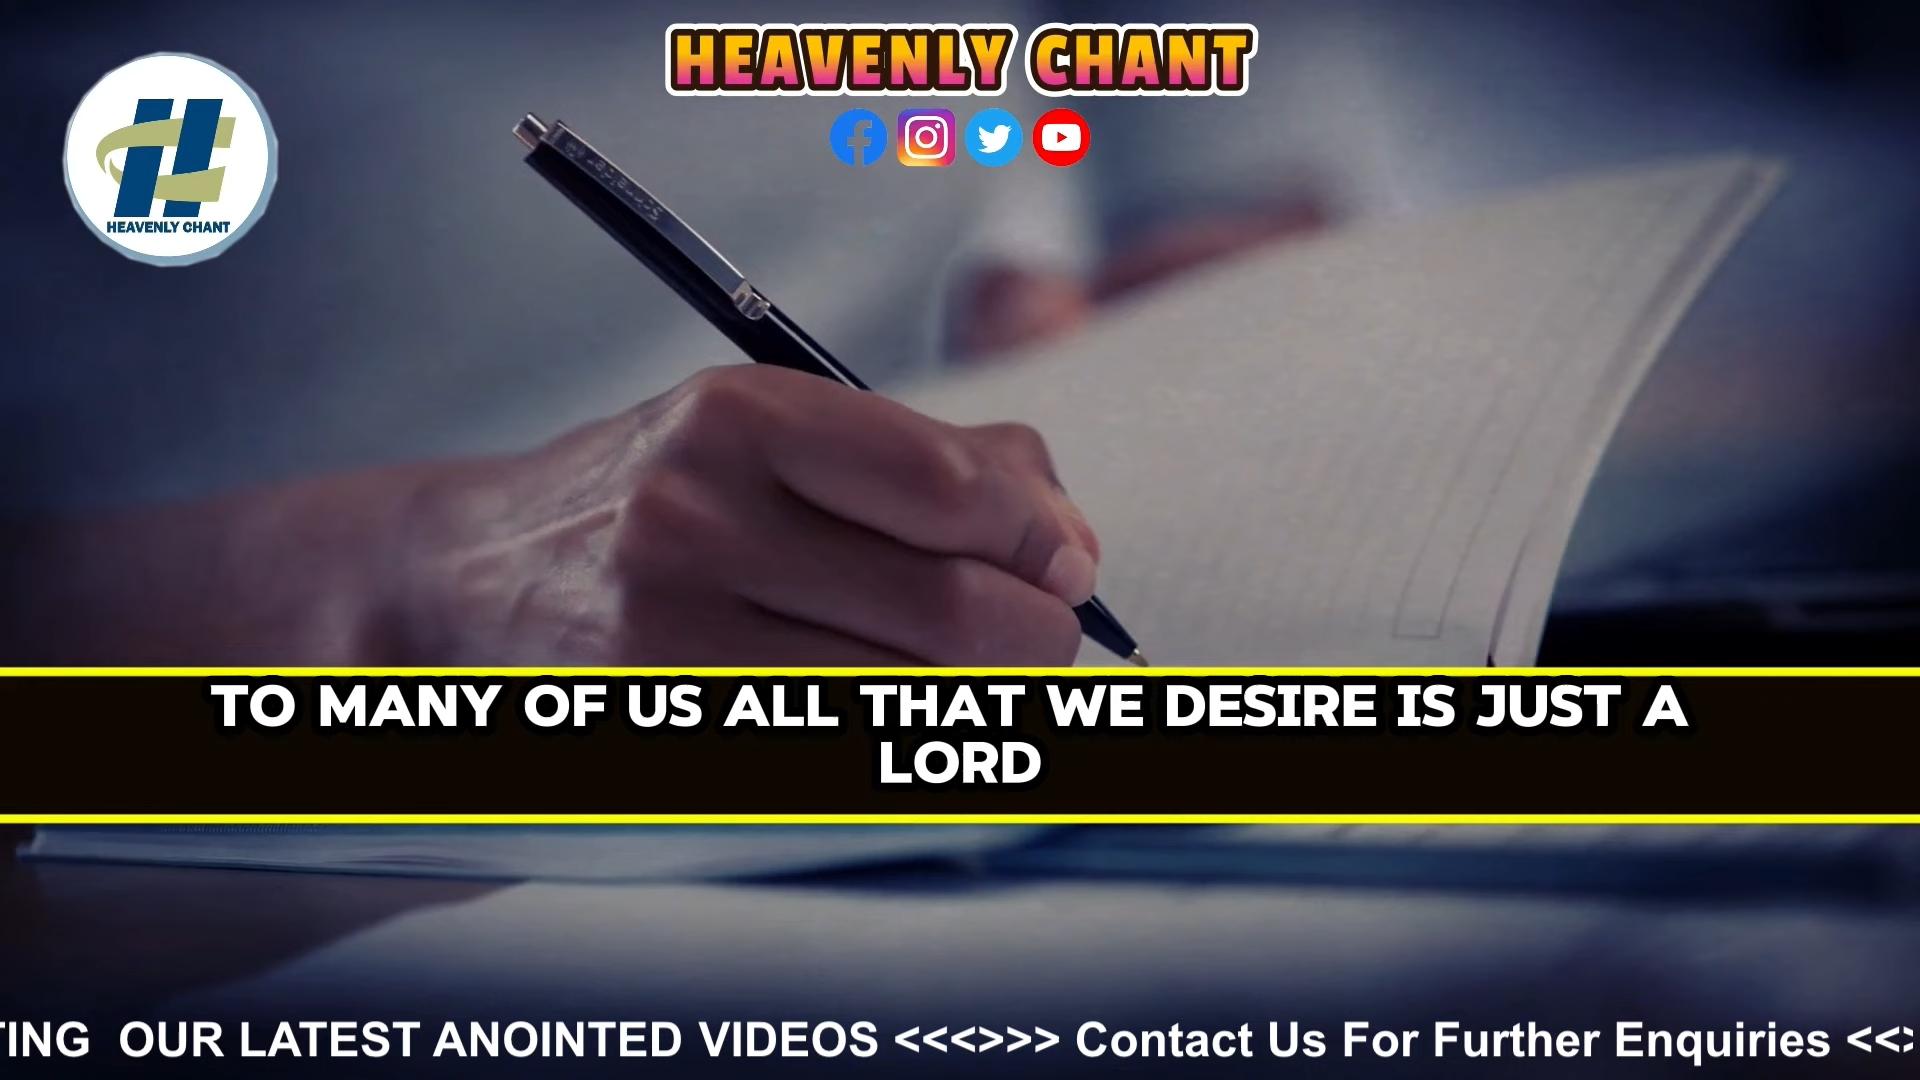 HEAVENLY CHANT
HEAVENLY CHANT
TO MANY OF US ALL THAT WE DESIRE IS JUST A
LORD
TING  OUR LATEST ANOINTED VIDEOS <<<>>> Contact Us For Further Enquiries <<>